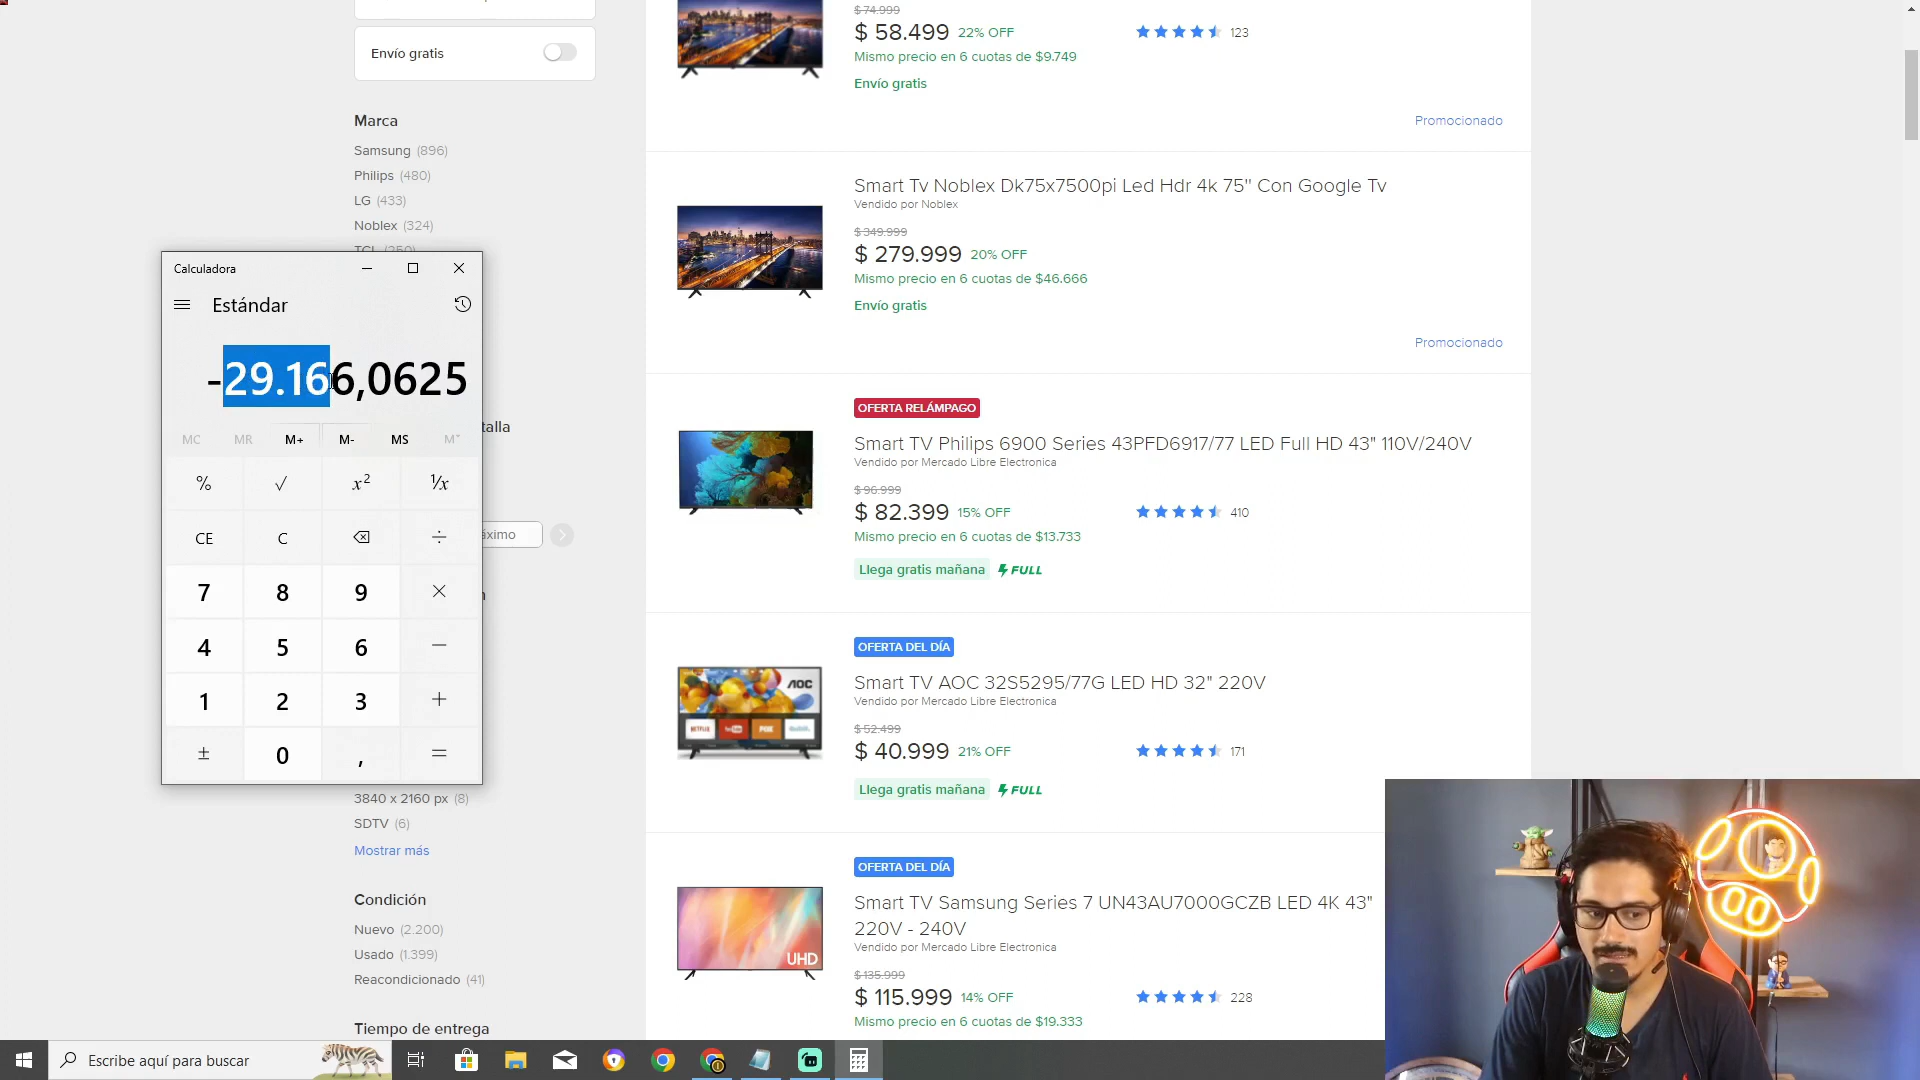 Envío gratis
Marca
Samsung (896)
Philips (480)
LG (433)
Noblex (324)
Calculadora
Estándar
-29.166,0625
MC MR M+ M- MS M˅
% √ x² ¹/x
CE C ÷
7 8 9 ×
4 5 6 −
1 2 3 +
± 0 , =
talla
áximo
3840 x 2160 px (8)
SDTV (6)
Mostrar más
Condición
Nuevo (2.200)
Usado (1.399)
Reacondicionado (41)
Tiempo de entrega
$ 74.999
$ 58.499 22% OFF 123
Mismo precio en 6 cuotas de $9.749
Envío gratis
Promocionado
Smart Tv Noblex Dk75x7500pi Led Hdr 4k 75'' Con Google Tv
Vendido por Noblex
$ 349.999
$ 279.999 20% OFF
Mismo precio en 6 cuotas de $46.666
Envío gratis
Promocionado
OFERTA RELÁMPAGO
Smart TV Philips 6900 Series 43PFD6917/77 LED Full HD 43" 110V/240V
Vendido por Mercado Libre Electronica
$ 96.999
$ 82.399 15% OFF 410
Mismo precio en 6 cuotas de $13.733
Llega gratis mañana FULL
OFERTA DEL DÍA
Smart TV AOC 32S5295/77G LED HD 32" 220V
Vendido por Mercado Libre Electronica
$ 52.499
$ 40.999 21% OFF 171
Llega gratis mañana FULL
AOC
NETFLIX
OFERTA DEL DÍA
Smart TV Samsung Series 7 UN43AU7000GCZB LED 4K 43"
220V - 240V
Vendido por Mercado Libre Electronica
$ 135.999
$ 115.999 14% OFF 228
Mismo precio en 6 cuotas de $19.333
UHD
Escribe aquí para buscar